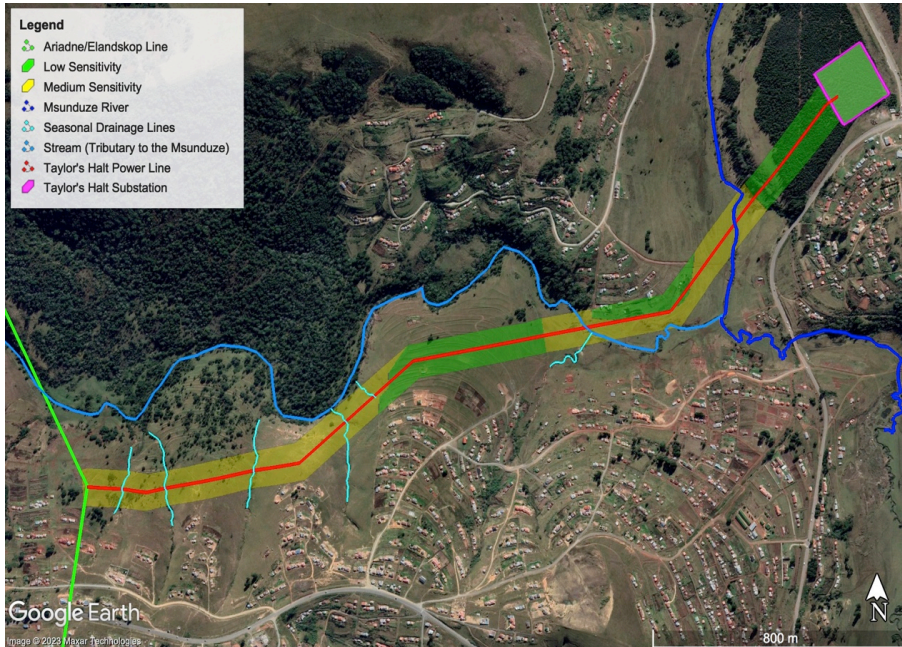 Legend
Ariadne/Elandskop Line
Low Sensitivity
Medium Sensitivity
Msunduze River
Seasonal Drainage Lines
Stream (Tributary to the Msunduze)
Taylor's Halt Power Line
Taylor's Halt Substation
Google Earth
N
Image © 2023 Maxar Technologies
800 m